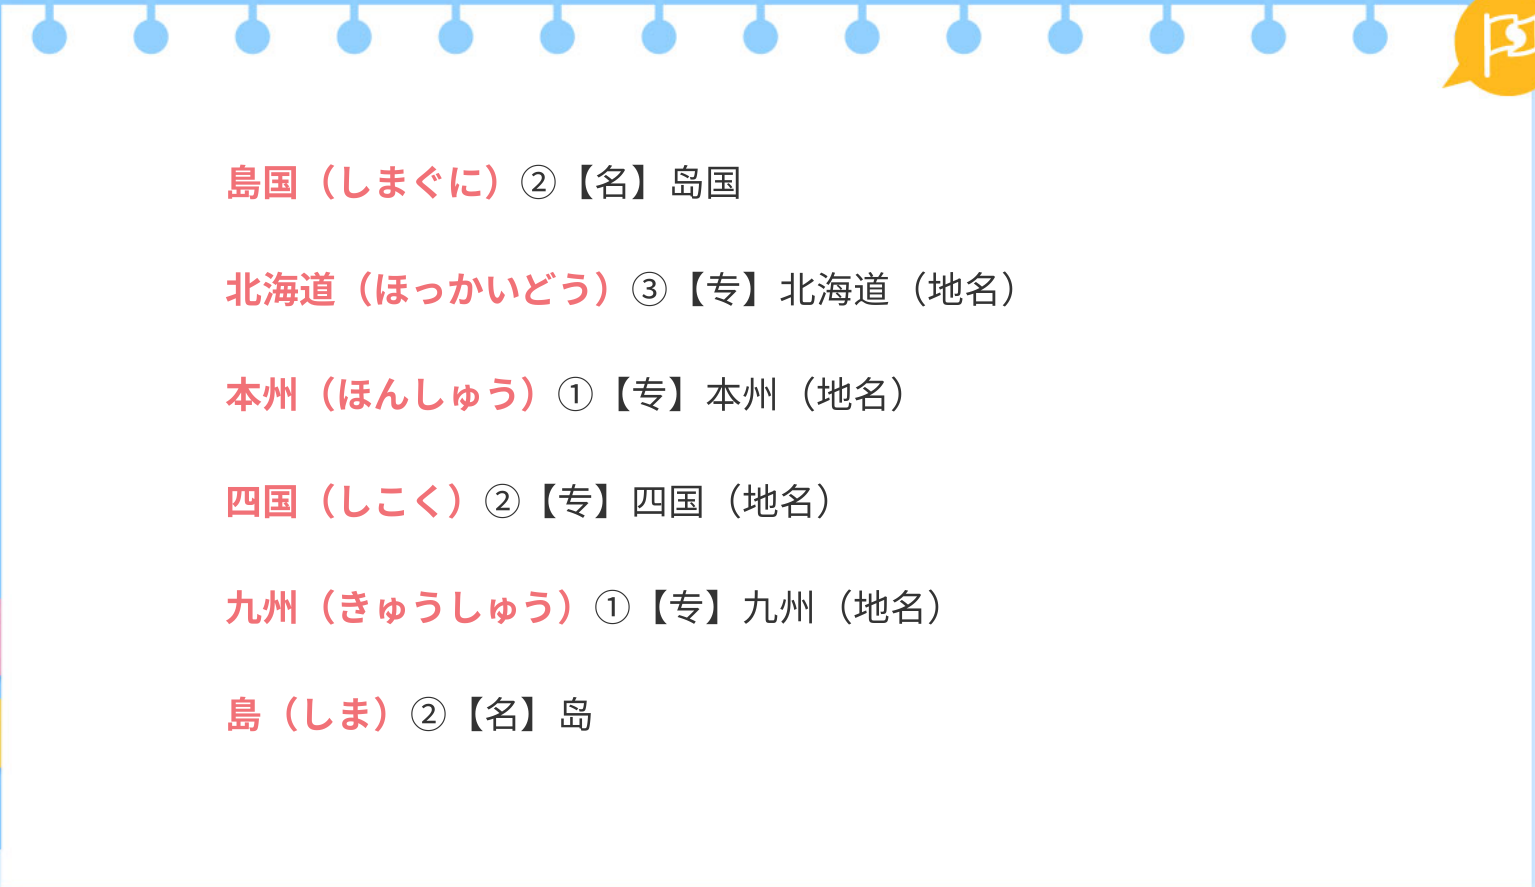 島国（しまぐに）②【名】岛国
北海道（ほっかいどう）③【专】北海道（地名）
本州（ほんしゅう）①【专】本州（地名）
四国（しこく）②【专】四国（地名）
九州（きゅうしゅう）①【专】九州（地名）
島（しま）②【名】岛